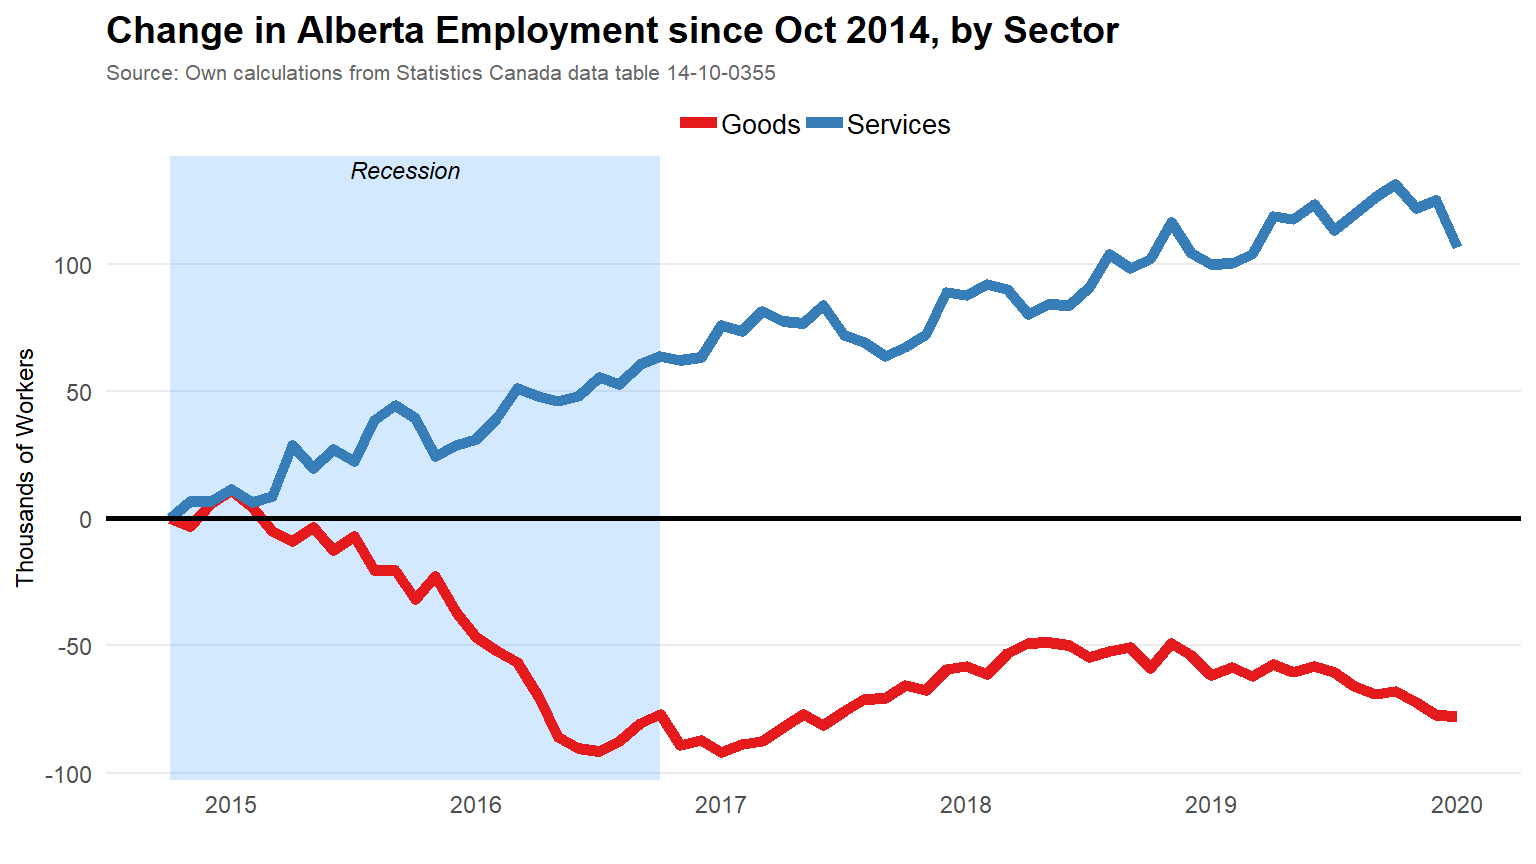 Change in Alberta Employment since Oct 2014, by Sector
Source: Own calculations from Statistics Canada data table 14-10-0355
Goods Services
Recession
Thousands of Workers
100
50
0
-50
-100
2015 2016 2017 2018 2019 2020